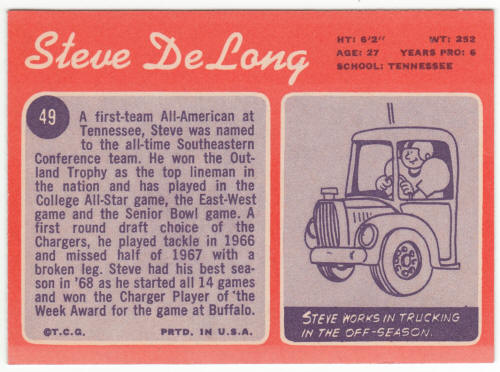 Steve DeLong
HT: 6'2" WT: 252
AGE: 27 YEARS PRO: 6
SCHOOL: TENNESSEE
49
A first-team All-American at
Tennessee, Steve was named
to the all-time Southeastern
Conference team. He won the Out-
land Trophy as the top lineman in
the nation and has played in the
College All-Star game, the East-West
game and the Senior Bowl game. A
first round draft choice of the
Chargers, he played tackle in 1966
and missed half of 1967 with a
broken leg. Steve had his best sea-
son in '68 as he started all 14 games
and won the Charger Player of the
Week Award for the game at Buffalo.
©T.C.G. PRTD. IN U.S.A.
STEVE WORKS IN TRUCKING
IN THE OFF-SEASON.